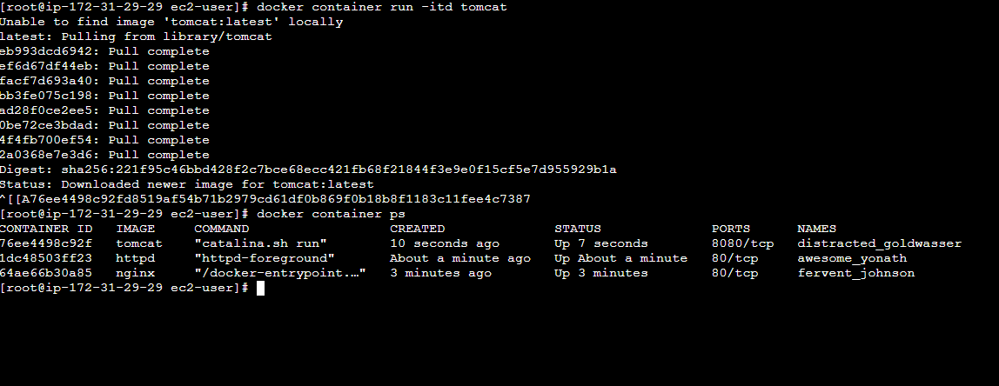 [root@ip-172-31-29-29 ec2-user]# docker container run -itd tomcat
Unable to find image 'tomcat:latest' locally
latest: Pulling from library/tomcat
eb993dcd6942: Pull complete
ef6d67df44eb: Pull complete
facf7d693a40: Pull complete
bb3fe075c198: Pull complete
ad28f0ce2ee5: Pull complete
0be72ce3bdad: Pull complete
4f4fb700ef54: Pull complete
2a0368e7e3d6: Pull complete
Digest: sha256:221f95c46bbd428f2c7bce68ecc421fb68f21844f3e9e0f15cf5e7d955929b1a
Status: Downloaded newer image for tomcat:latest
^[[A76ee4498c92fd8519af54b71b2979cd61df0b869f0b18b8f1183c11fee4c7387
[root@ip-172-31-29-29 ec2-user]# docker container ps
CONTAINER ID   IMAGE     COMMAND                  CREATED              STATUS              PORTS      NAMES
76ee4498c92f   tomcat    "catalina.sh run"        10 seconds ago       Up 7 seconds        8080/tcp   distracted_goldwasser
1dc48503ff23   httpd     "httpd-foreground"       About a minute ago   Up About a minute   80/tcp     awesome_yonath
64ae66b30a85   nginx     "/docker-entrypoint.…"   3 minutes ago        Up 3 minutes        80/tcp     fervent_johnson
[root@ip-172-31-29-29 ec2-user]#